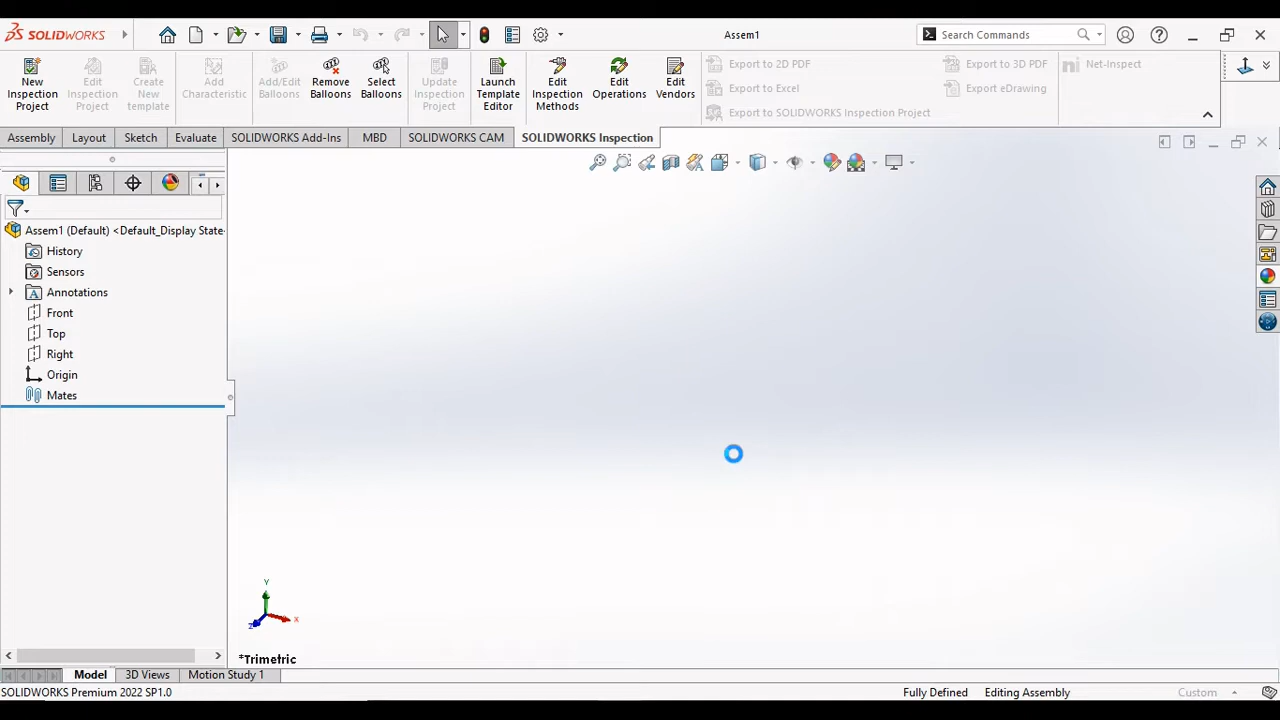 SOLIDWORKS
Assem1
Search Commands
New Inspection Project
Edit Inspection Project
Create New template
Add Characteristic
Add/Edit Balloons
Remove Balloons
Select Balloons
Update Inspection Project
Launch Template Editor
Edit Inspection Methods
Edit Operations
Edit Vendors
Export to 2D PDF
Export to Excel
Export to SOLIDWORKS Inspection Project
Export to 3D PDF
Export eDrawing
Net-Inspect
Assembly
Layout
Sketch
Evaluate
SOLIDWORKS Add-Ins
MBD
SOLIDWORKS CAM
SOLIDWORKS Inspection
Assem1 (Default) <Default_Display State-
History
Sensors
Annotations
Front
Top
Right
Origin
Mates
Y
X
Z
*Trimetric
Model
3D Views
Motion Study 1
SOLIDWORKS Premium 2022 SP1.0
Fully Defined
Editing Assembly
Custom